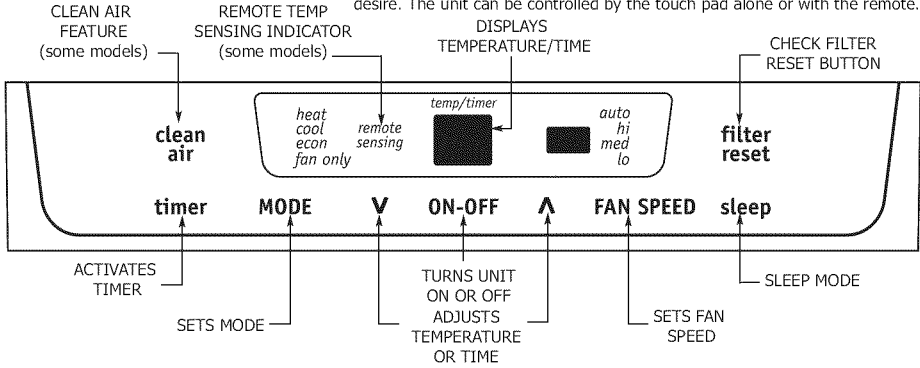 desire. The unit can be controlled by the touch pad alone or with the remote.
CLEAN AIR
FEATURE
(some models)
REMOTE TEMP
SENSING INDICATOR
(some models)
DISPLAYS
TEMPERATURE/TIME
CHECK FILTER
RESET BUTTON
clean
air
heat
cool
econ
fan only
remote
sensing
temp/timer
auto
hi
med
lo
filter
reset
timer MODE V ON-OFF Λ FAN SPEED sleep
ACTIVATES
TIMER
SETS MODE
TURNS UNIT
ON OR OFF
ADJUSTS
TEMPERATURE
OR TIME
SETS FAN
SPEED
SLEEP MODE